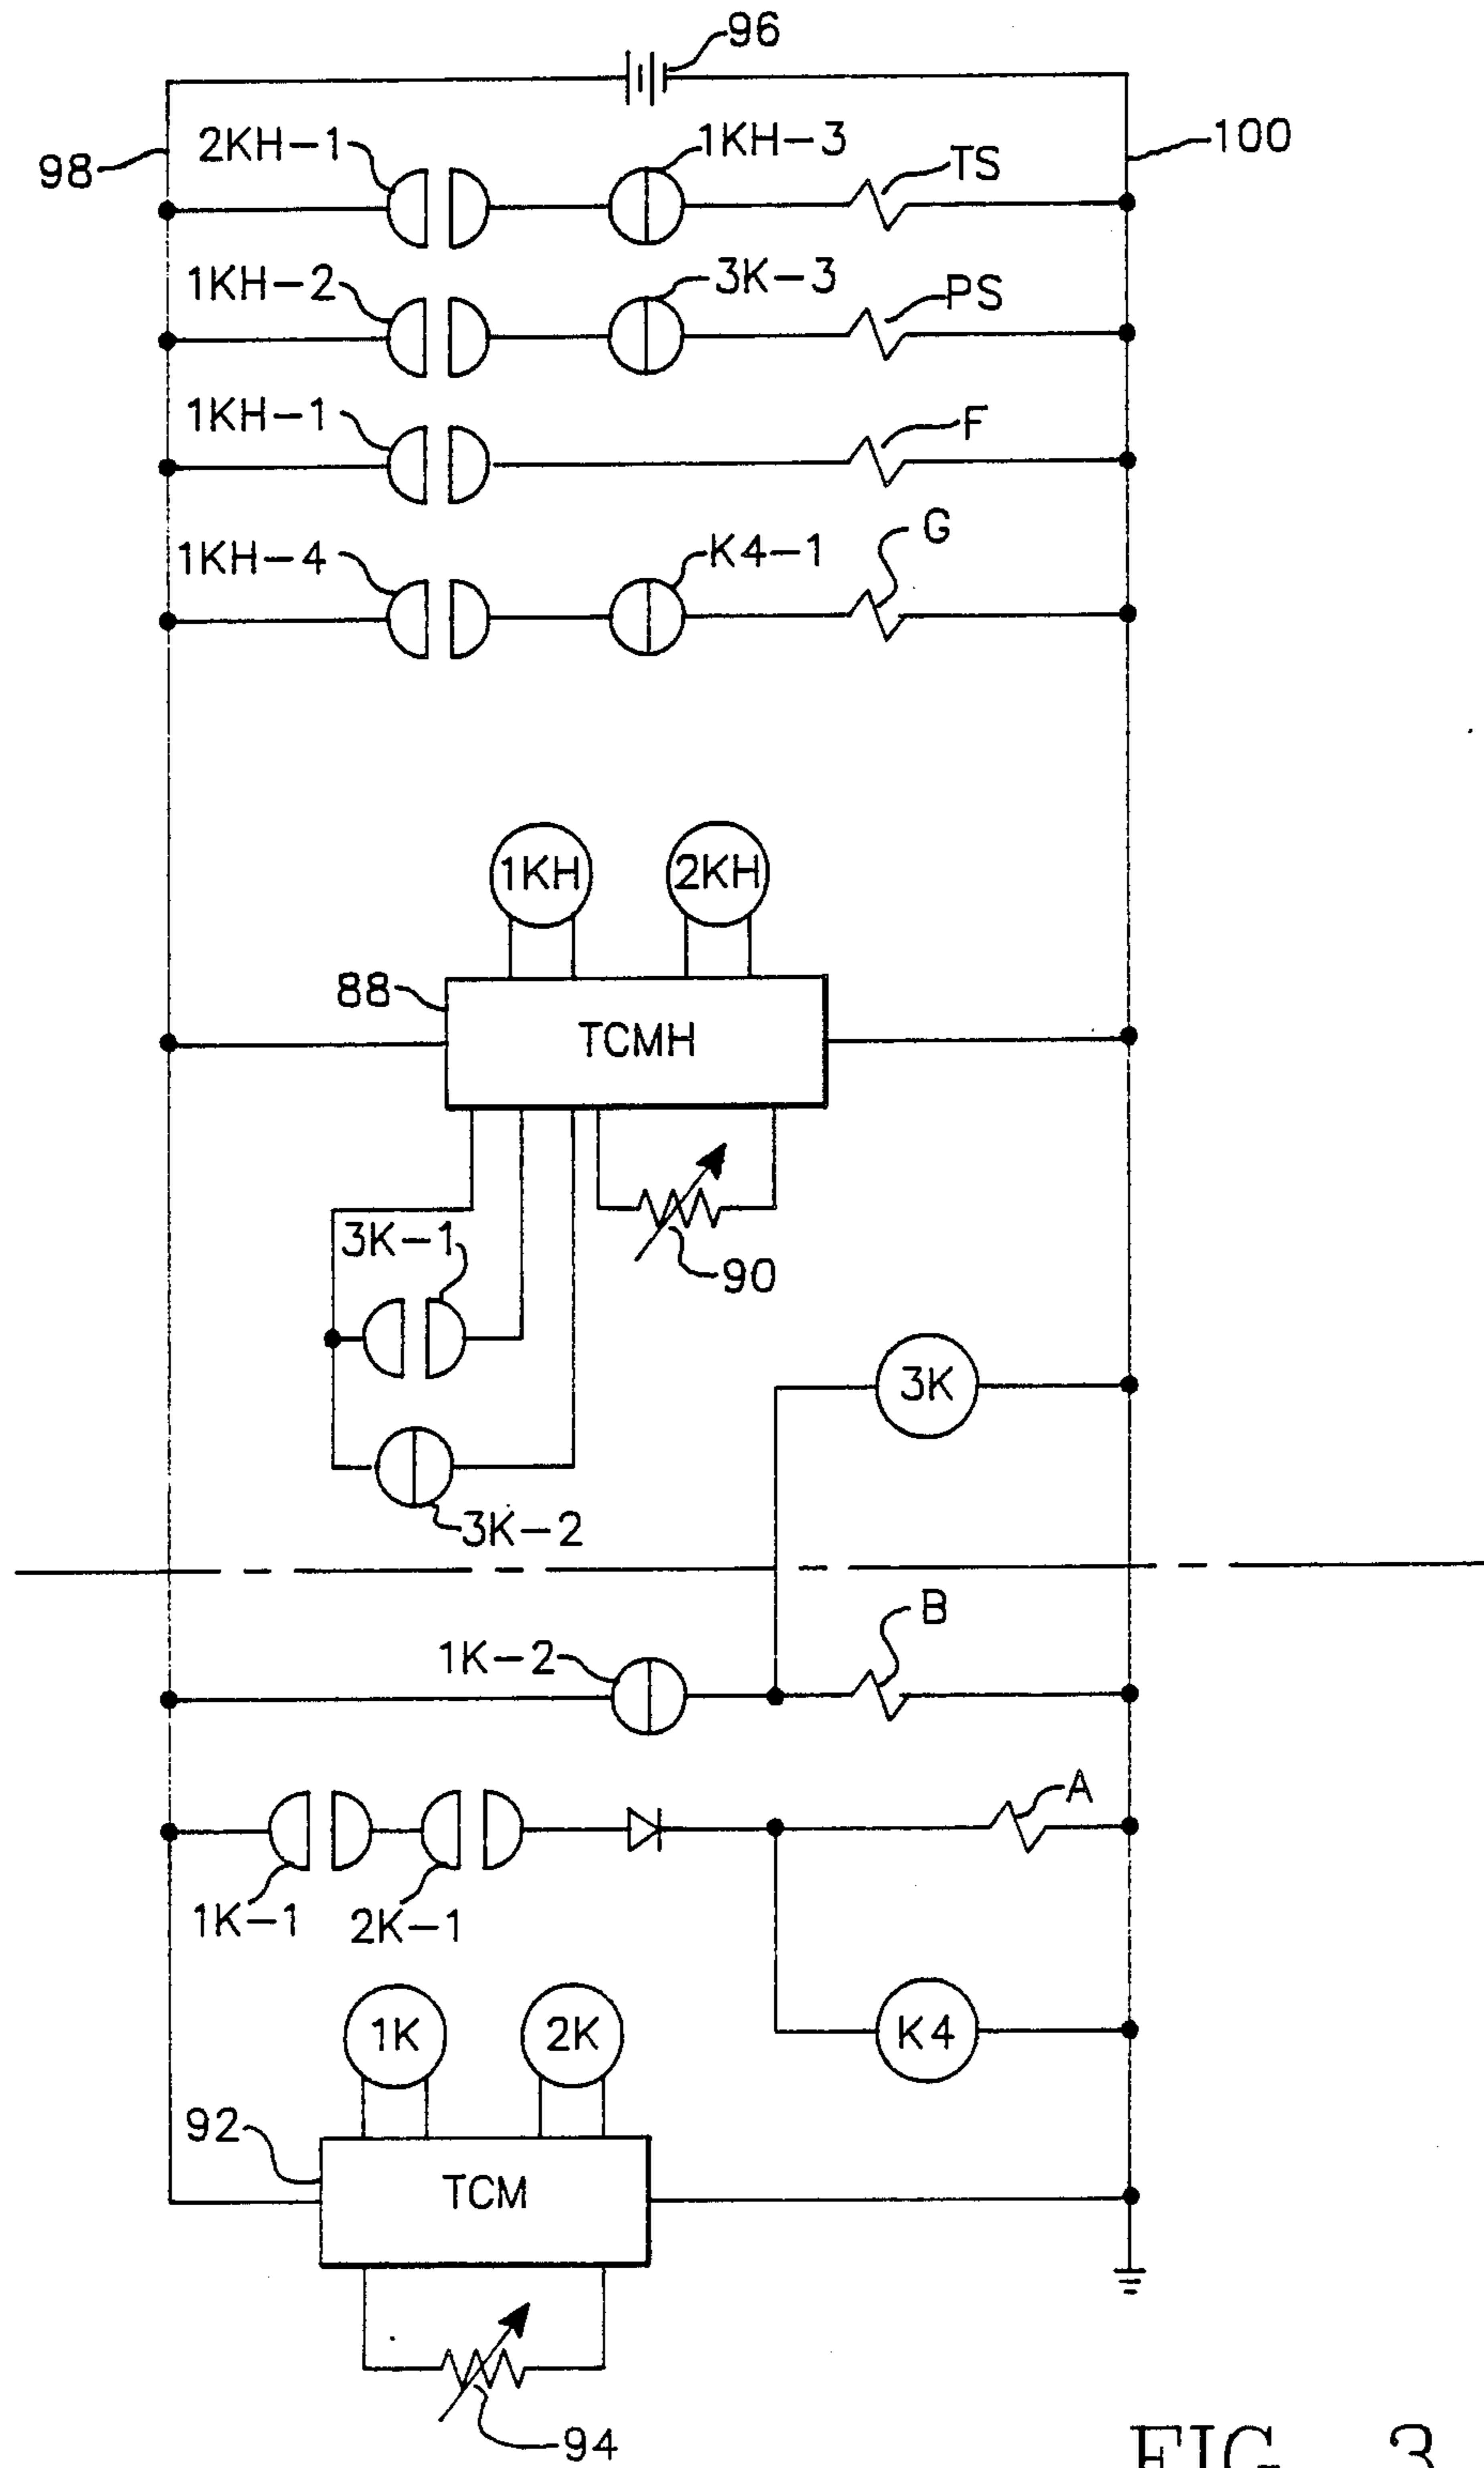 96
98
2KH-1
1KH-3
TS
100
1KH-2
3K-3
PS
1KH-1
F
1KH-4
K4-1
G
1KH
2KH
88
TCMH
3K-1
90
3K
3K-2
B
1K-2
A
1K-1
2K-1
1K
2K
K4
92
TCM
94
FIG. 3